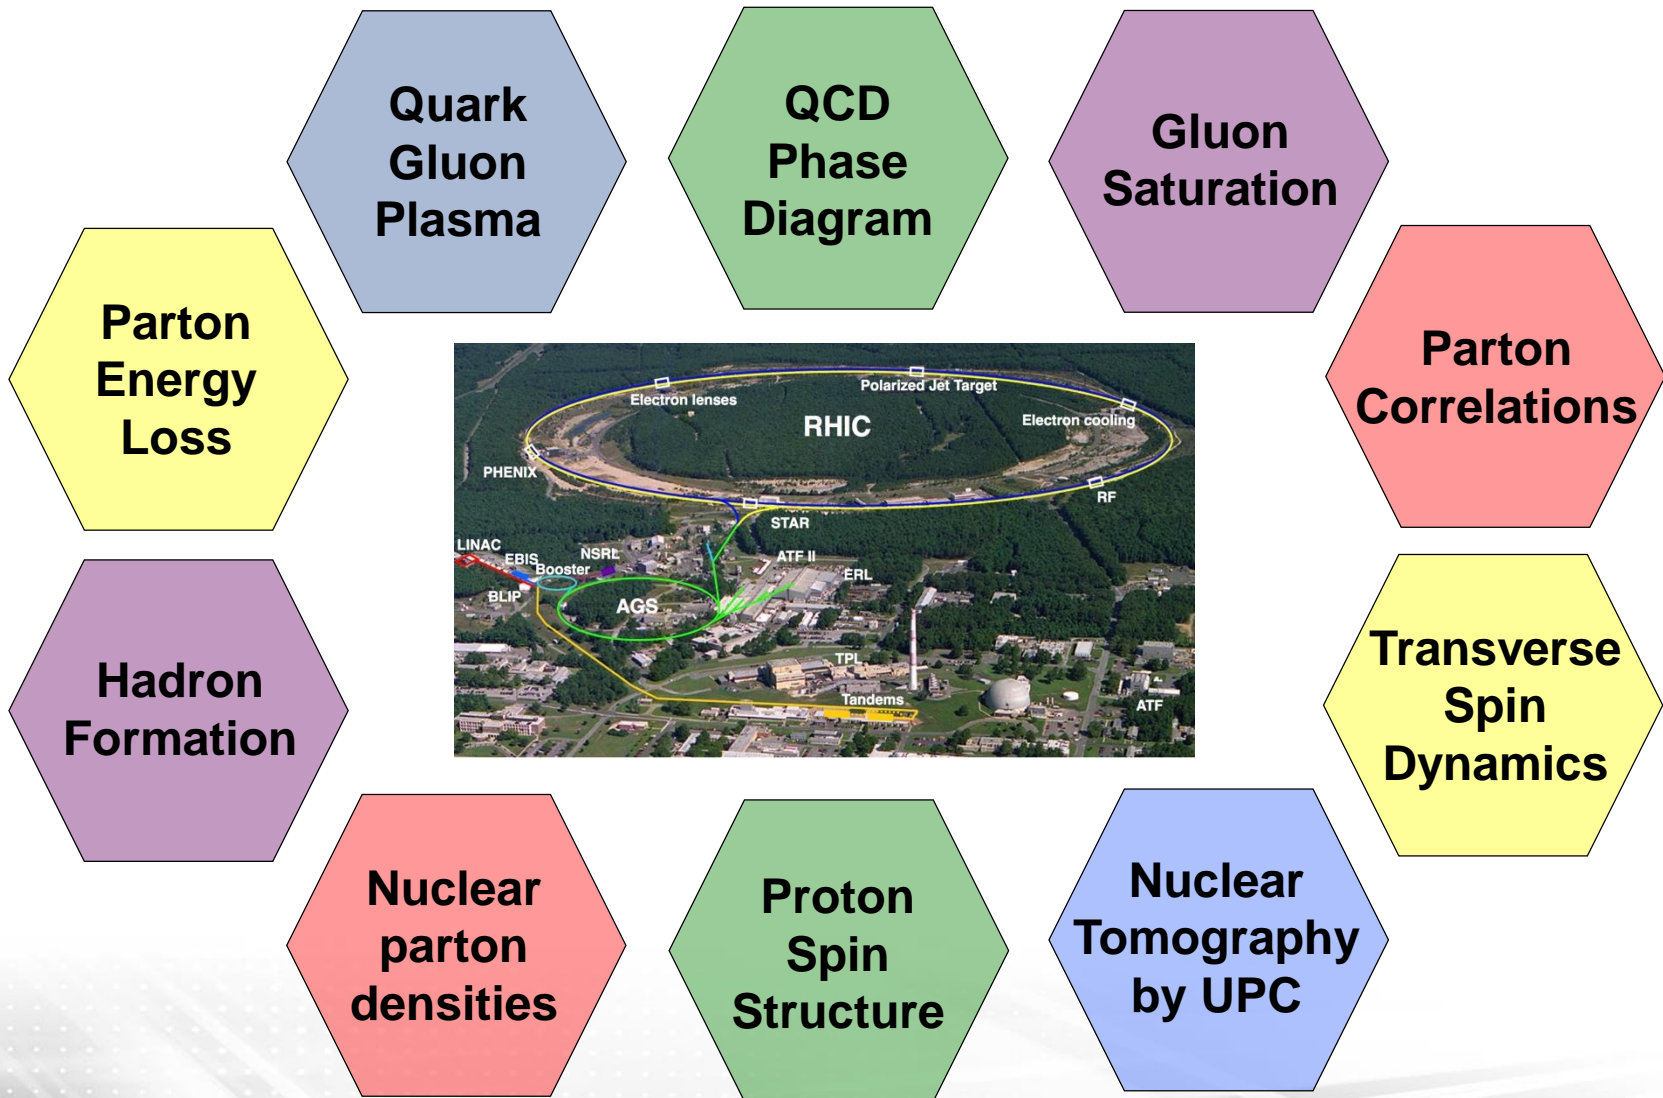 Quark
Gluon
Plasma
QCD
Phase
Diagram
Gluon
Saturation
Parton
Energy
Loss
Parton
Correlations
Electron lenses
Polarized Jet Target
Electron cooling
RHIC
PHENIX
RF
STAR
LINAC
EBIS
NSRL
Booster
ATF II
ERL
BLIP
AGS
TPL
Tandems
ATF
Hadron
Formation
Transverse
Spin
Dynamics
Nuclear
parton
densities
Proton
Spin
Structure
Nuclear
Tomography
by UPC